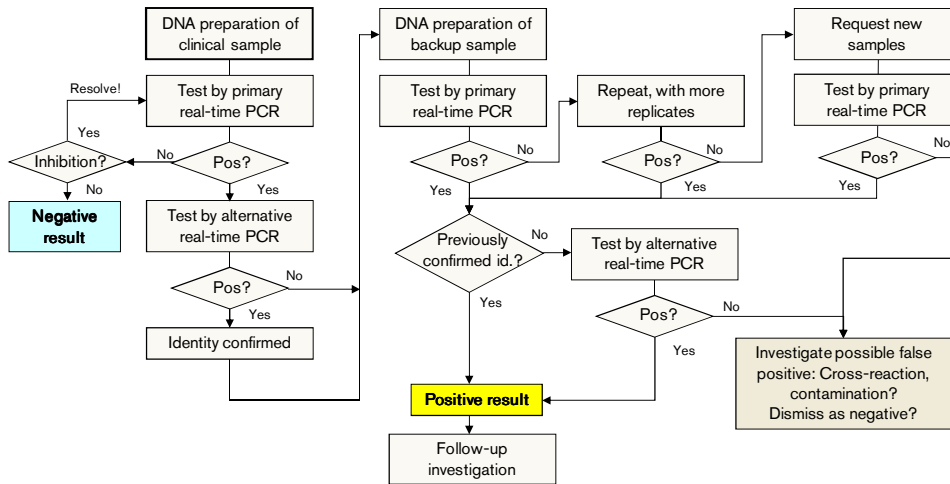 DNA preparation of
clinical sample
Resolve!
Test by primary
real-time PCR
Yes
Inhibition?
No
Pos?
No
Yes
Negative
result
Test by alternative
real-time PCR
Pos?
No
Yes
Identity confirmed
DNA preparation of
backup sample
Test by primary
real-time PCR
Pos?
No
Yes
Repeat, with more
replicates
Pos?
No
Yes
Request new
samples
Test by primary
real-time PCR
Pos?
No
Yes
Previously
confirmed id.?
No
Yes
Test by alternative
real-time PCR
Pos?
No
Yes
Positive result
Follow-up
investigation
Investigate possible false
positive: Cross-reaction,
contamination?
Dismiss as negative?